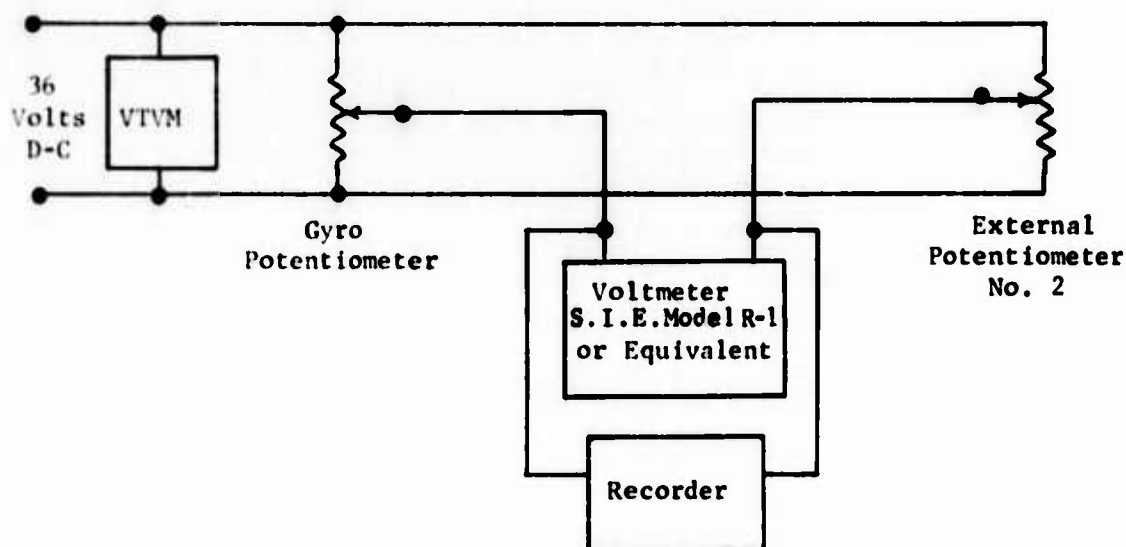 36
Volts
D-C
VTVM
Gyro
Potentiometer
External
Potentiometer
No. 2
Voltmeter
S.I.E.Model R-1
or Equivalent
Recorder